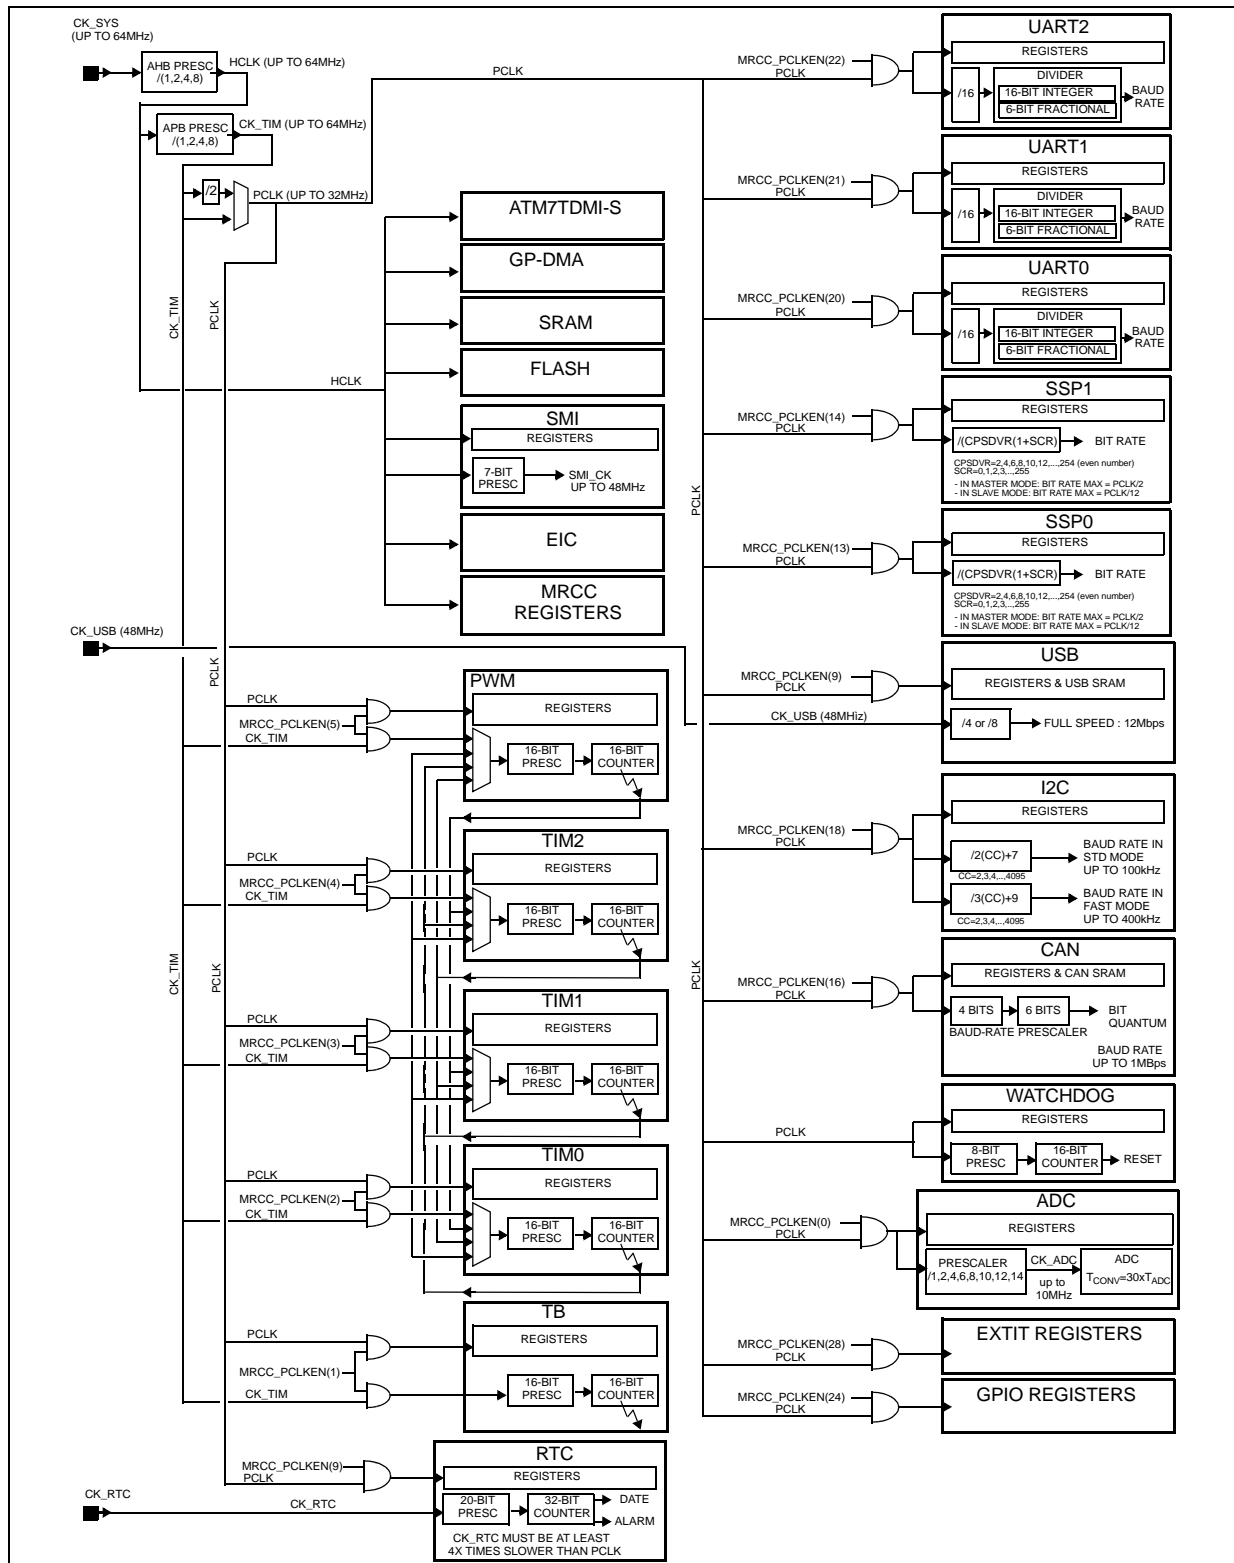 CK_SYS
(UP TO 64MHz)
AHB PRESC
/(1,2,4,8)
HCLK (UP TO 64MHz)
APB PRESC
/(1,2,4,8)
CK_TIM (UP TO 64MHz)
/2
PCLK (UP TO 32MHz)
PCLK
CK_TIM
PCLK
HCLK
ATM7TDMI-S
GP-DMA
SRAM
FLASH
SMI
REGISTERS
7-BIT
PRESC
SMI_CK
UP TO 48MHz
EIC
MRCC
REGISTERS
CK_USB (48MHz)
PCLK
PWM
PCLK
MRCC_PCLKEN(5)
CK_TIM
REGISTERS
16-BIT
PRESC
16-BIT
COUNTER
TIM2
PCLK
MRCC_PCLKEN(4)
CK_TIM
REGISTERS
16-BIT
PRESC
16-BIT
COUNTER
CK_TIM
PCLK
TIM1
PCLK
MRCC_PCLKEN(3)
CK_TIM
REGISTERS
16-BIT
PRESC
16-BIT
COUNTER
TIM0
PCLK
MRCC_PCLKEN(2)
CK_TIM
REGISTERS
16-BIT
PRESC
16-BIT
COUNTER
TB
PCLK
MRCC_PCLKEN(1)
CK_TIM
REGISTERS
16-BIT
PRESC
16-BIT
COUNTER
RTC
MRCC_PCLKEN(9)
PCLK
REGISTERS
CK_RTC
CK_RTC
20-BIT
PRESC
32-BIT
COUNTER
DATE
ALARM
CK_RTC MUST BE AT LEAST
4X TIMES SLOWER THAN PCLK
UART2
MRCC_PCLKEN(22)
PCLK
REGISTERS
/16
DIVIDER
16-BIT INTEGER
6-BIT FRACTIONAL
BAUD
RATE
UART1
MRCC_PCLKEN(21)
PCLK
REGISTERS
/16
DIVIDER
16-BIT INTEGER
6-BIT FRACTIONAL
BAUD
RATE
UART0
MRCC_PCLKEN(20)
PCLK
REGISTERS
/16
DIVIDER
16-BIT INTEGER
6-BIT FRACTIONAL
BAUD
RATE
SSP1
MRCC_PCLKEN(14)
PCLK
REGISTERS
/(CPSDVR(1+SCR)
BIT RATE
CPSDVR=2,4,6,8,10,12,...,254 (even number)
SCR=0,1,2,3,..,255
- IN MASTER MODE: BIT RATE MAX = PCLK/2
- IN SLAVE MODE: BIT RATE MAX = PCLK/12
PCLK
SSP0
MRCC_PCLKEN(13)
PCLK
REGISTERS
/(CPSDVR(1+SCR)
BIT RATE
CPSDVR=2,4,6,8,10,12,...,254 (even number)
SCR=0,1,2,3,..,255
- IN MASTER MODE: BIT RATE MAX = PCLK/2
- IN SLAVE MODE: BIT RATE MAX = PCLK/12
USB
MRCC_PCLKEN(9)
PCLK
REGISTERS & USB SRAM
CK_USB (48MHìz)
/4 or /8
FULL SPEED : 12Mbps
I2C
MRCC_PCLKEN(18)
PCLK
REGISTERS
/2(CC)+7
CC=2,3,4,..,4095
BAUD RATE IN
STD MODE
UP TO 100kHz
/3(CC)+9
CC=2,3,4,..,4095
BAUD RATE IN
FAST MODE
UP TO 400kHz
PCLK
CAN
MRCC_PCLKEN(16)
PCLK
REGISTERS & CAN SRAM
4 BITS
6 BITS
BAUD-RATE PRESCALER
BIT
QUANTUM
BAUD RATE
UP TO 1MBps
WATCHDOG
PCLK
REGISTERS
8-BIT
PRESC
16-BIT
COUNTER
RESET
ADC
MRCC_PCLKEN(0)
PCLK
REGISTERS
PRESCALER
/1,2,4,6,8,10,12,14
CK_ADC
up to
10MHz
ADC
TCONV=30xTADC
MRCC_PCLKEN(28)
PCLK
EXTIT REGISTERS
MRCC_PCLKEN(24)
PCLK
GPIO REGISTERS